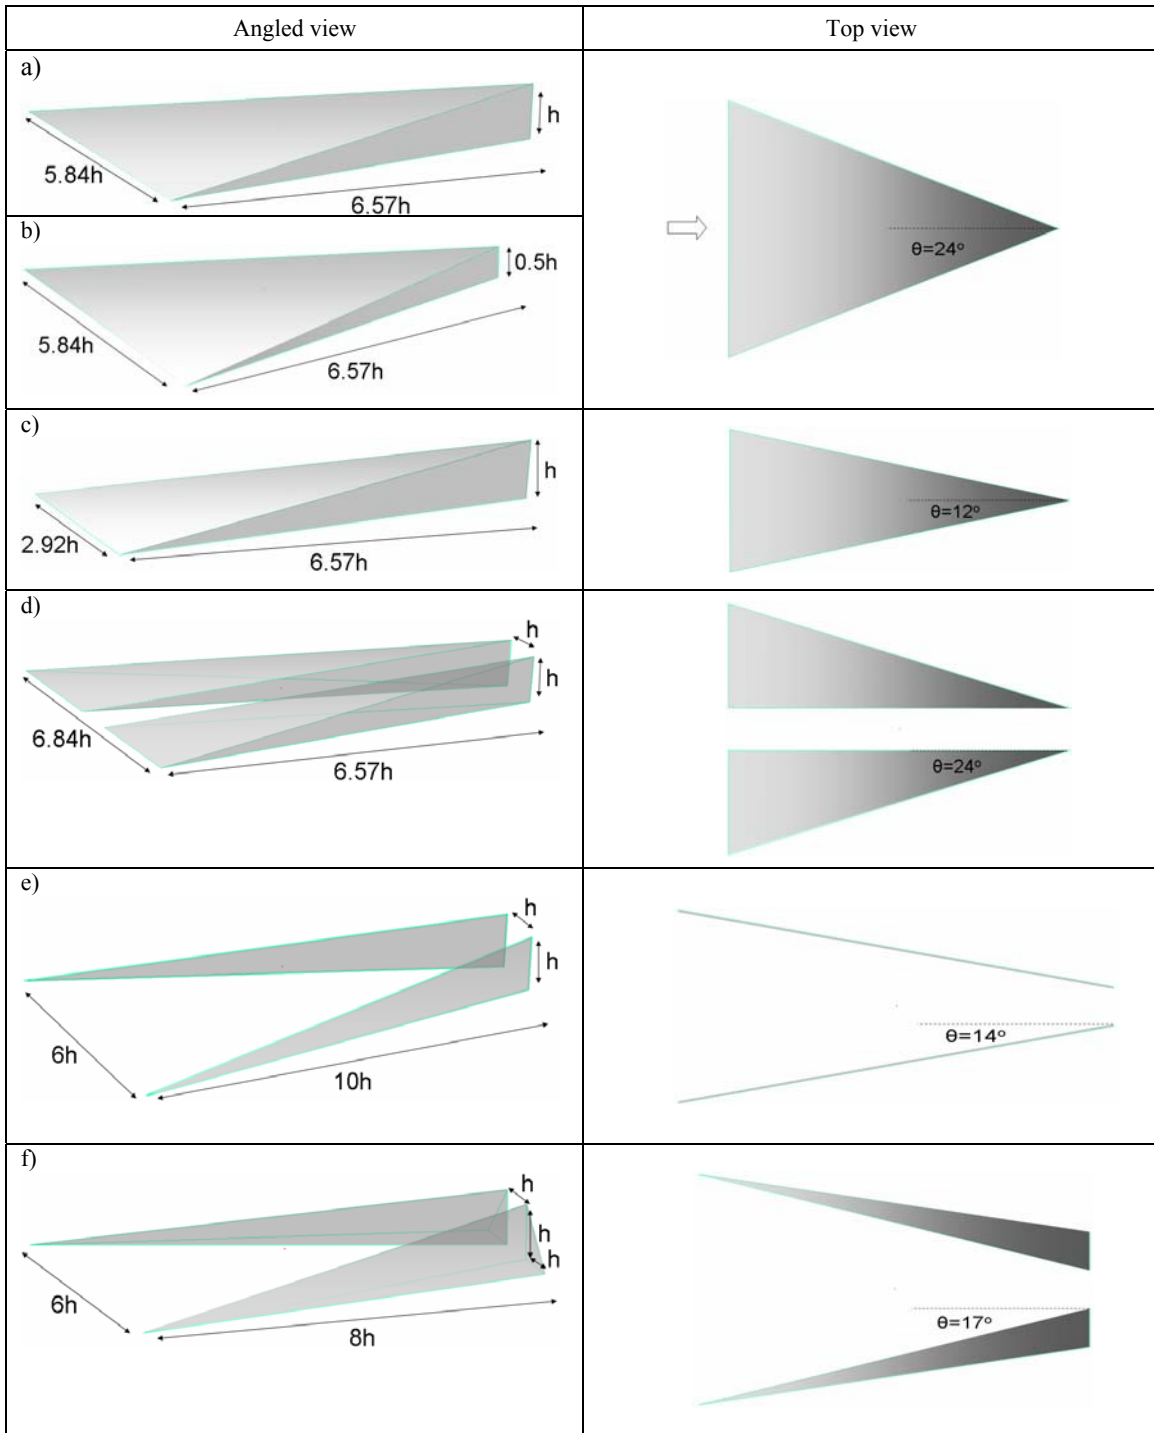 Angled view
Top view
a)
h
5.84h
6.57h
θ=24°
b)
0.5h
5.84h
6.57h
c)
h
2.92h
6.57h
θ=12°
d)
h
h
6.84h
6.57h
θ=24°
e)
h
h
6h
10h
θ=14°
f)
h
h
h
6h
8h
θ=17°